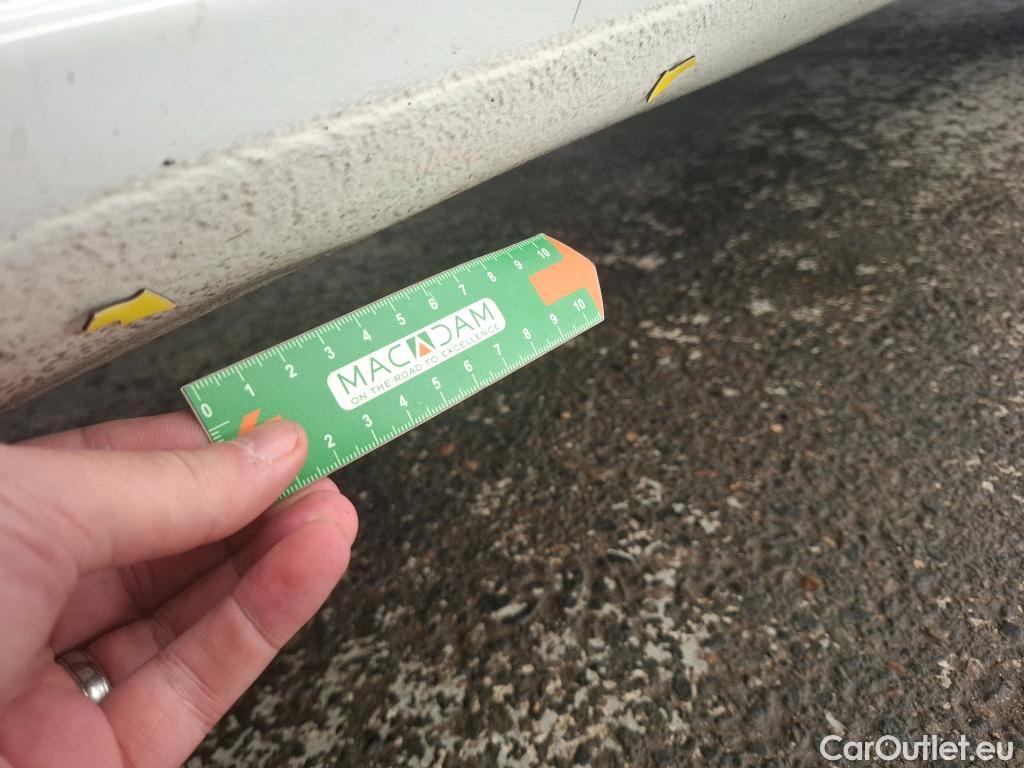 0 1 2 3 4 5 6 7 8 9 10
MACADAM
ON THE ROAD TO EXCELLENCE
2 3 4 5 6 7 8 9 10
CarOutlet.eu